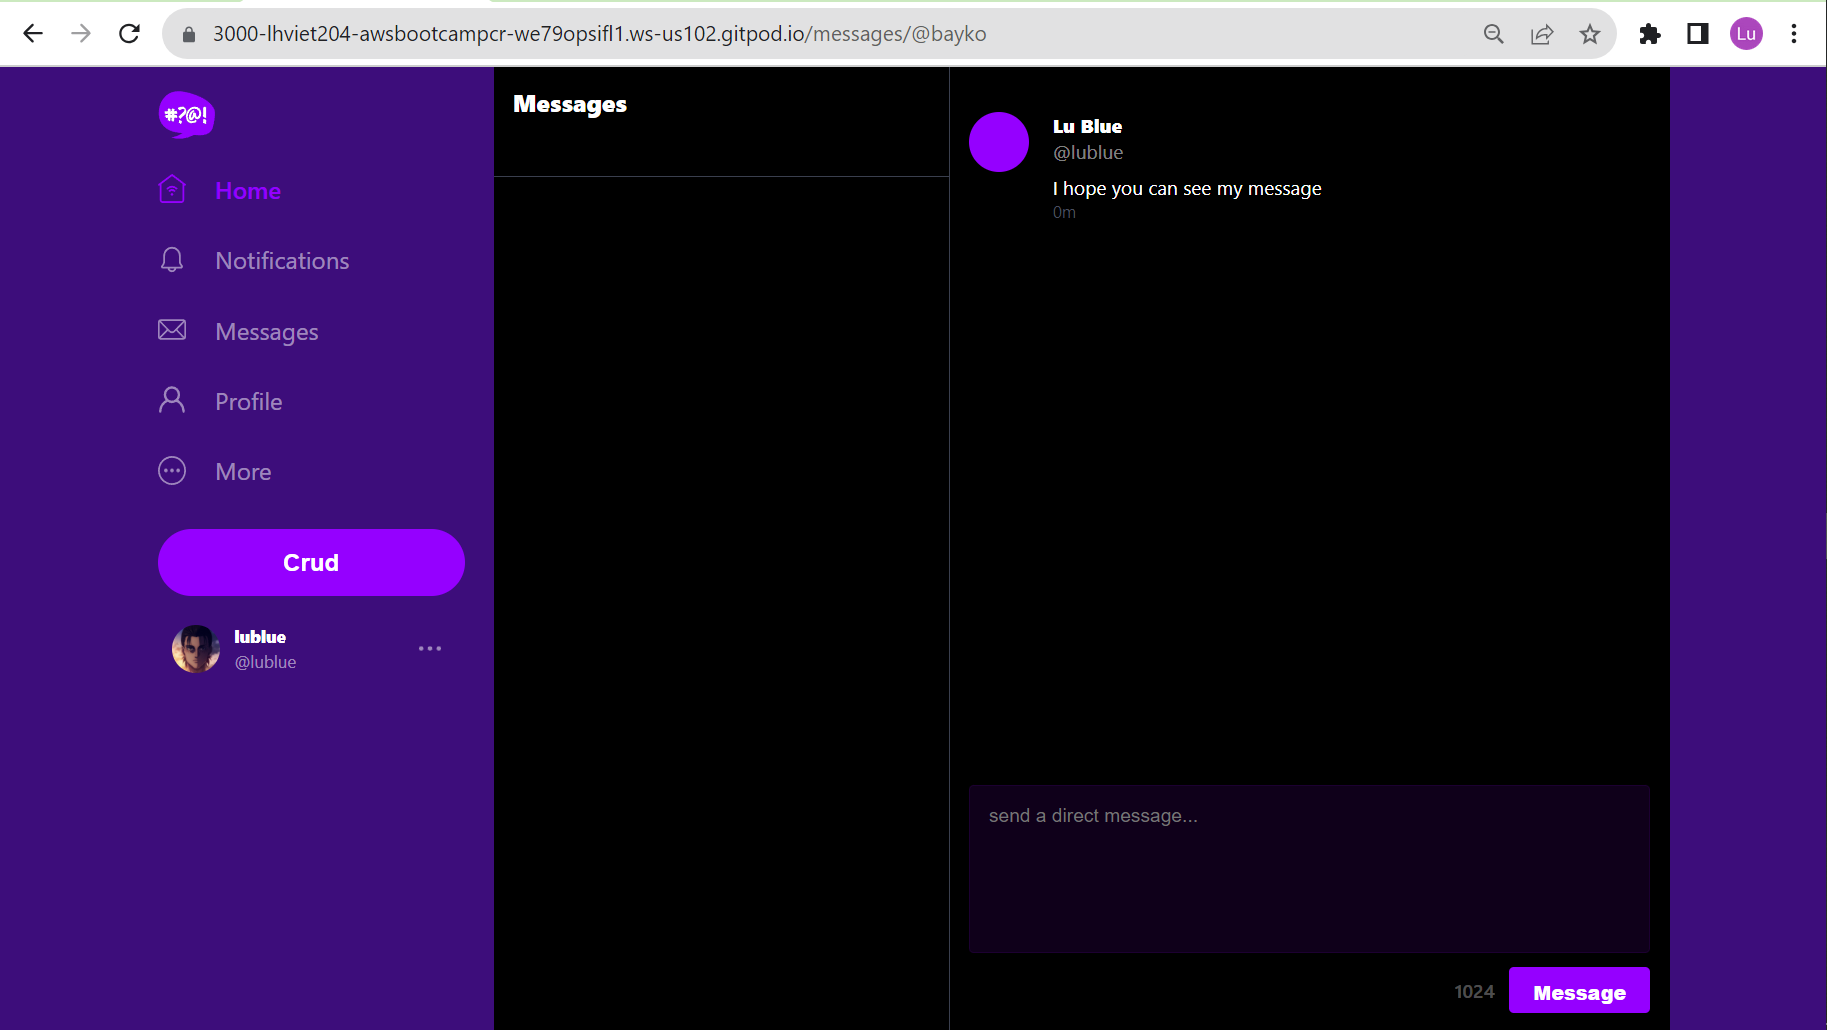 3000-lhviet204-awsbootcampcr-we79opsifl1.ws-us102.gitpod.io/messages/@bayko
Lu
#?@!
Home
Notifications
Messages
Profile
More
Crud
lublue
@lublue
Messages
Lu Blue
@lublue
I hope you can see my message
0m
send a direct message...
1024
Message